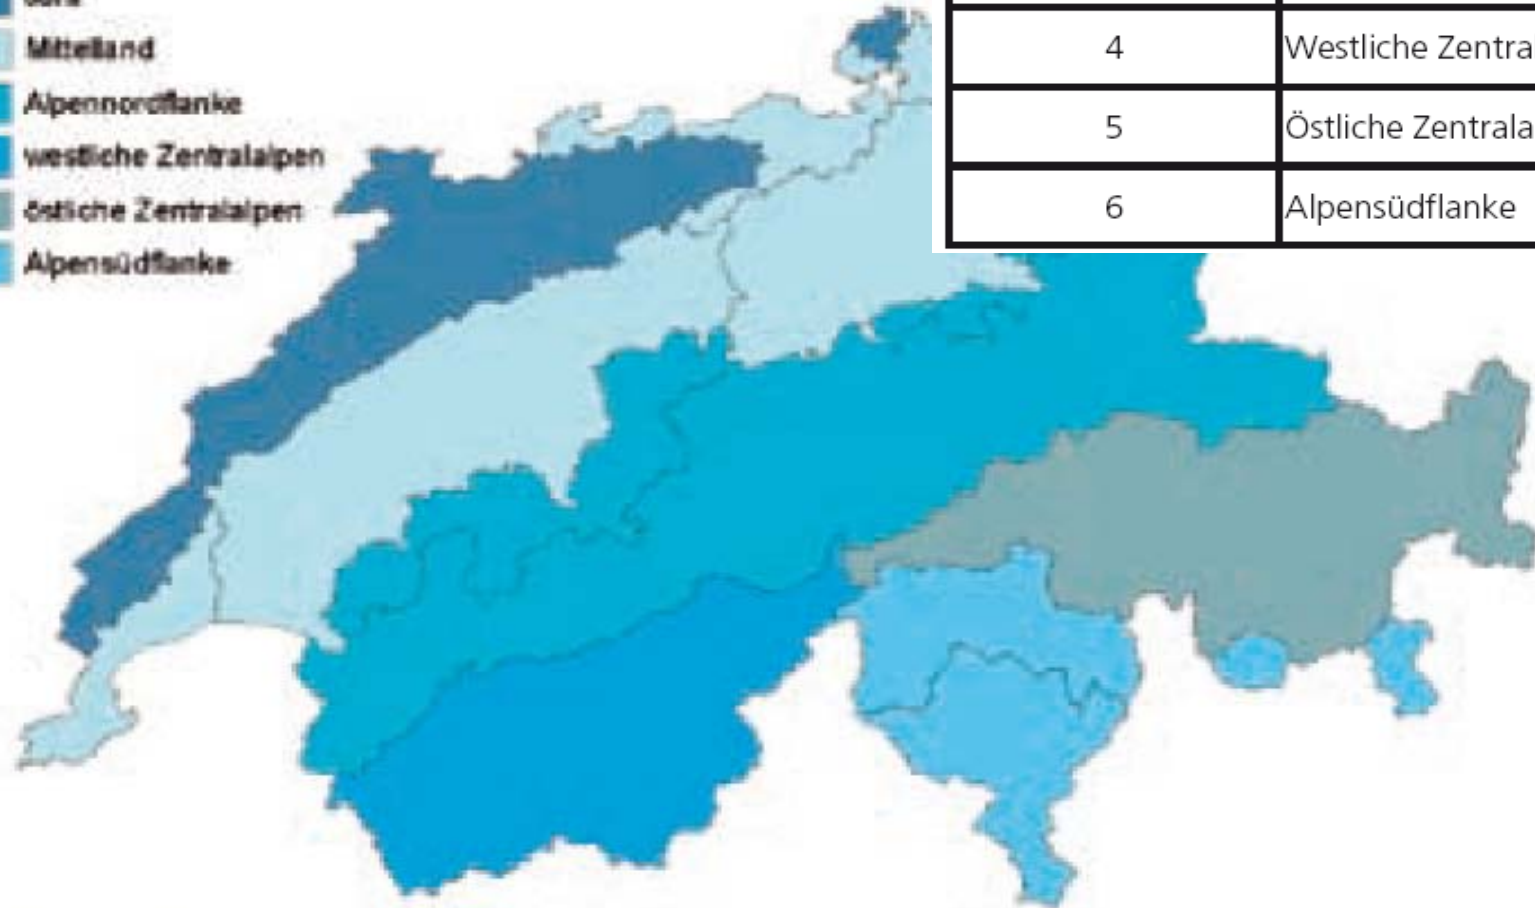 Mittelland
Alpennordflanke
westliche Zentralalpen
östliche Zentralalpen
Alpensüdflanke
4 Westliche Zentra
5 Östliche Zentrala
6 Alpensüdflanke